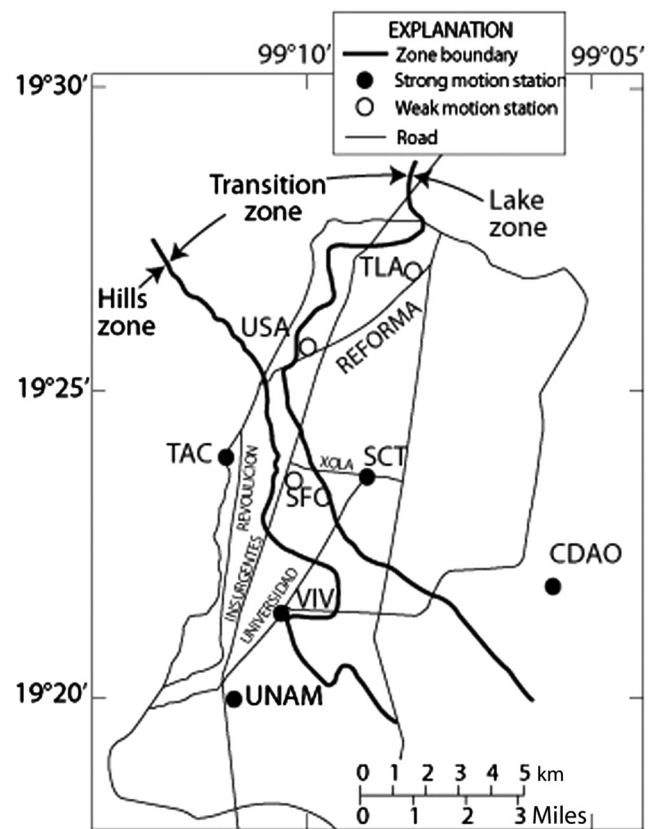 EXPLANATION
Zone boundary
Strong motion station
Weak motion station
Road
99°10′
99°05′
19°30′
Transition
zone
Lake
zone
Hills
zone
TLA
USA
REFORMA
19°25′
TAC
XOLA
SCT
SFO
REVOLUCION
INSURGENTES
UNIVERSIDAD
CDAO
VIV
19°20′
UNAM
0 1 2 3 4 5 km
0 1 2 3 Miles